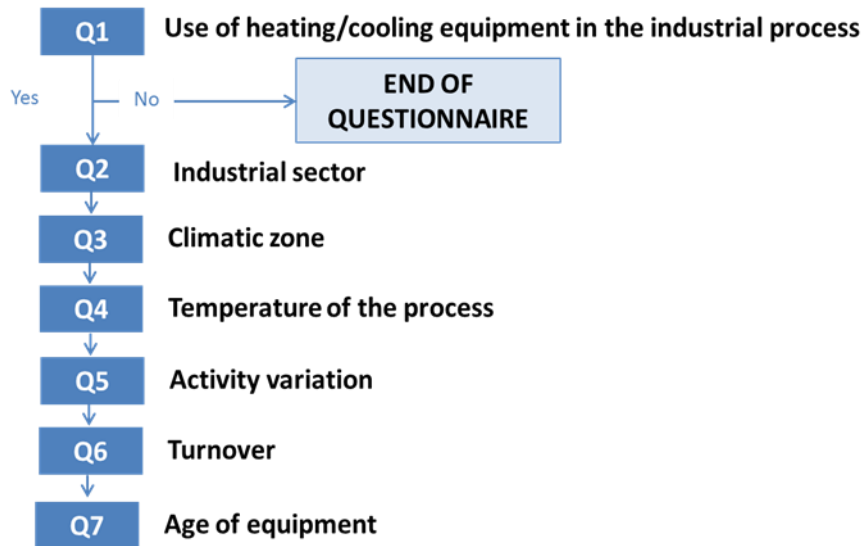 Q1 Use of heating/cooling equipment in the industrial process
Yes No END OF
QUESTIONNAIRE
Q2 Industrial sector
Q3 Climatic zone
Q4 Temperature of the process
Q5 Activity variation
Q6 Turnover
Q7 Age of equipment